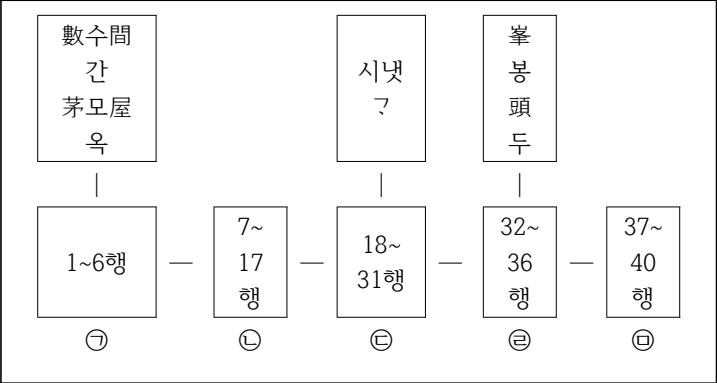 數수間
간
茅모屋
옥
시냇
ᄀᆞ
峯
봉
頭
두
1~6행
7~
17
행
18~
31행
32~
36
행
37~
40
행
㉠
㉡
㉢
㉣
㉤